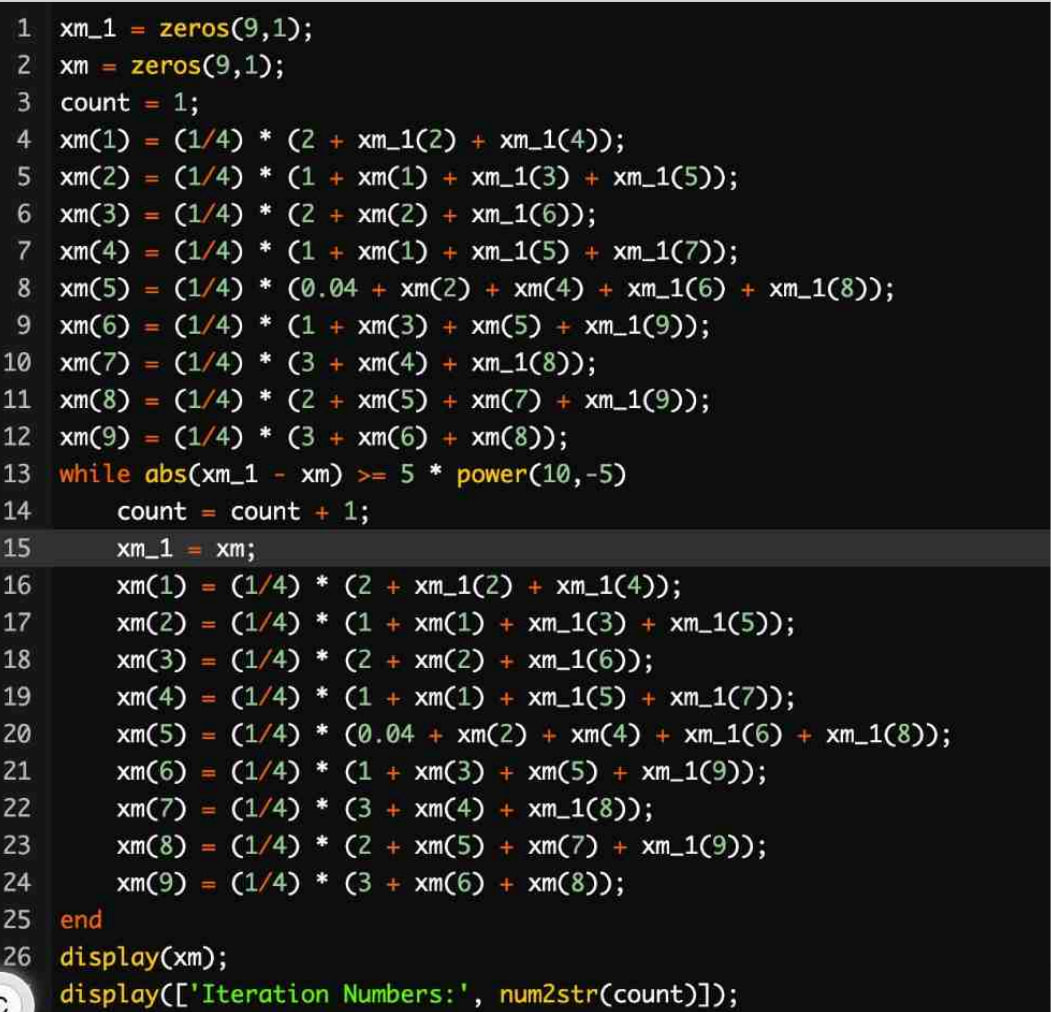 1 xm_1 = zeros(9,1);
2 xm = zeros(9,1);
3 count = 1;
4 xm(1) = (1/4) * (2 + xm_1(2) + xm_1(4));
5 xm(2) = (1/4) * (1 + xm(1) + xm_1(3) + xm_1(5));
6 xm(3) = (1/4) * (2 + xm(2) + xm_1(6));
7 xm(4) = (1/4) * (1 + xm(1) + xm_1(5) + xm_1(7));
8 xm(5) = (1/4) * (0.04 + xm(2) + xm(4) + xm_1(6) + xm_1(8));
9 xm(6) = (1/4) * (1 + xm(3) + xm(5) + xm_1(9));
10 xm(7) = (1/4) * (3 + xm(4) + xm_1(8));
11 xm(8) = (1/4) * (2 + xm(5) + xm(7) + xm_1(9));
12 xm(9) = (1/4) * (3 + xm(6) + xm(8));
13 while abs(xm_1 - xm) >= 5 * power(10,-5)
14     count = count + 1;
15     xm_1 = xm;
16     xm(1) = (1/4) * (2 + xm_1(2) + xm_1(4));
17     xm(2) = (1/4) * (1 + xm(1) + xm_1(3) + xm_1(5));
18     xm(3) = (1/4) * (2 + xm(2) + xm_1(6));
19     xm(4) = (1/4) * (1 + xm(1) + xm_1(5) + xm_1(7));
20     xm(5) = (1/4) * (0.04 + xm(2) + xm(4) + xm_1(6) + xm_1(8));
21     xm(6) = (1/4) * (1 + xm(3) + xm(5) + xm_1(9));
22     xm(7) = (1/4) * (3 + xm(4) + xm_1(8));
23     xm(8) = (1/4) * (2 + xm(5) + xm(7) + xm_1(9));
24     xm(9) = (1/4) * (3 + xm(6) + xm(8));
25 end
26 display(xm);
display(['Iteration Numbers:', num2str(count)]);